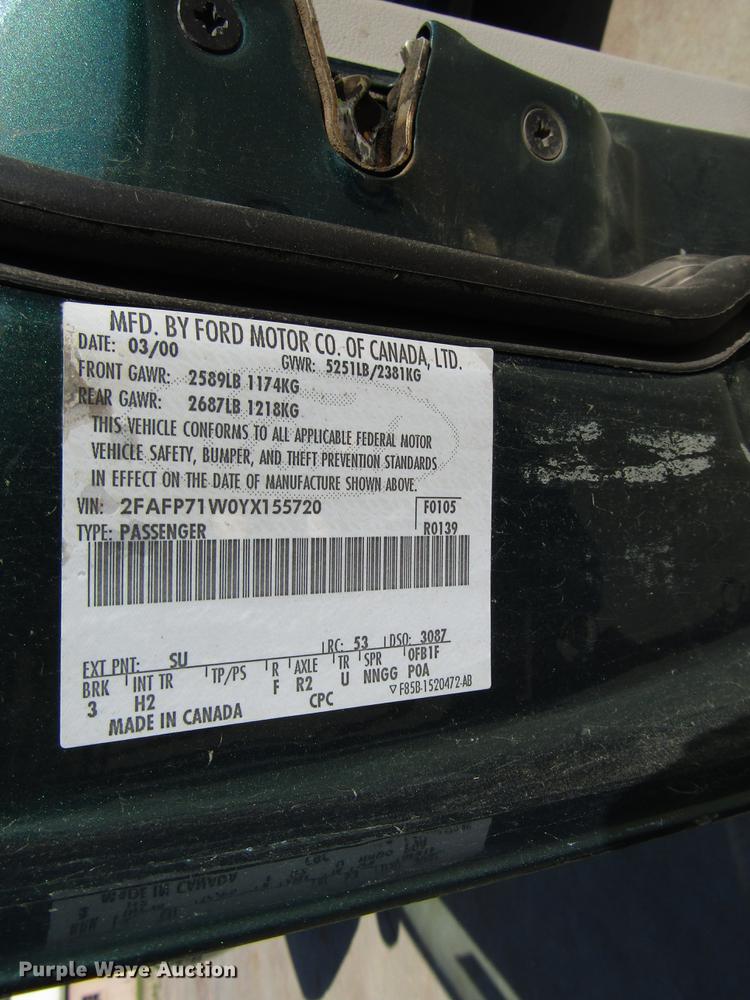 MFD. BY FORD MOTOR CO. OF CANADA, LTD.
DATE: 03/00 GVWR: 5251LB/2381KG
FRONT GAWR: 2589LB 1174KG
REAR GAWR: 2687LB 1218KG
THIS VEHICLE CONFORMS TO ALL APPLICABLE FEDERAL MOTOR
VEHICLE SAFETY, BUMPER, AND THEFT PREVENTION STANDARDS
IN EFFECT ON THE DATE OF MANUFACTURE SHOWN ABOVE.
VIN: 2FAFP71W0YX155720 F0105
TYPE: PASSENGER R0139
EXT PNT: SU RC: 53 DSO: 3087
BRK INT TR TP/PS R AXLE TR SPR 0FB1F
3 H2 F R2 U NNGG POA
MADE IN CANADA CPC ▽F85B-1520472-AB
Purple Wave Auction